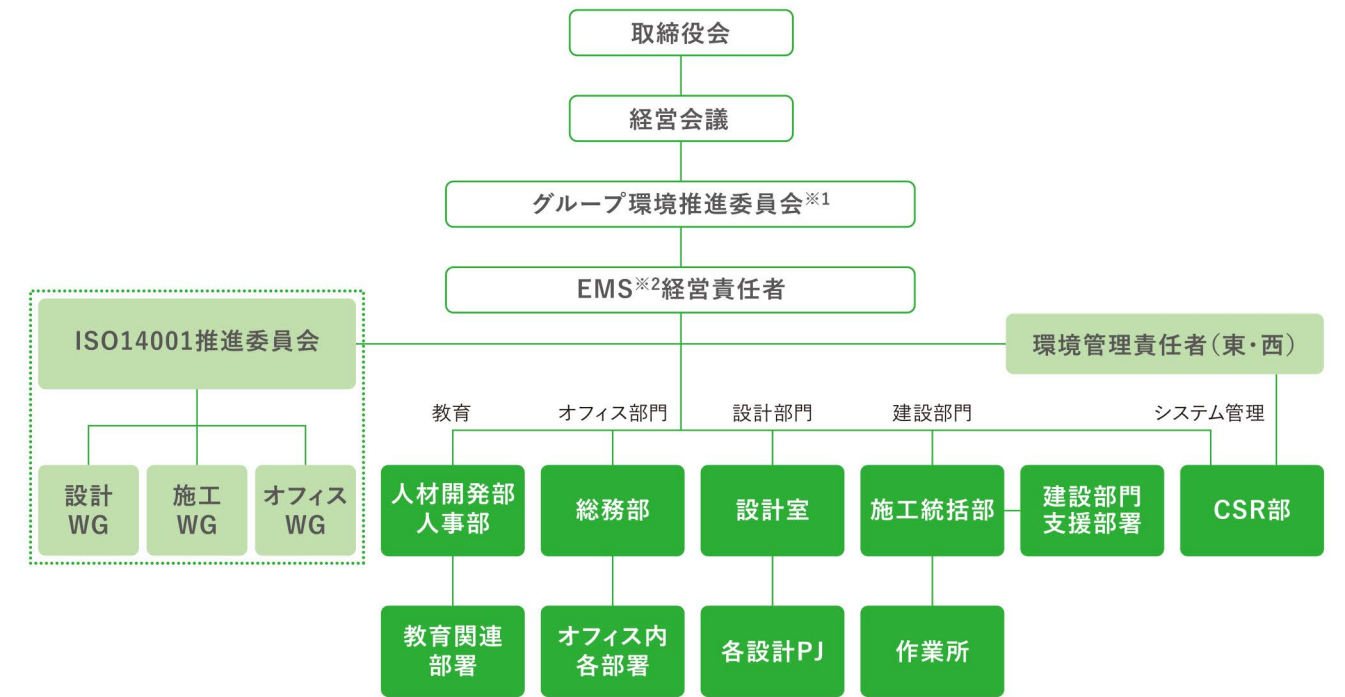 取締役会
経営会議
グループ環境推進委員会※1
EMS※2経営責任者
ISO14001推進委員会
環境管理責任者（東・西）
教育
オフィス部門
設計部門
建設部門
システム管理
設計
WG
施工
WG
オフィス
WG
人材開発部
人事部
総務部
設計室
施工統括部
建設部門
支援部署
CSR部
教育関連
部署
オフィス内
各部署
各設計PJ
作業所